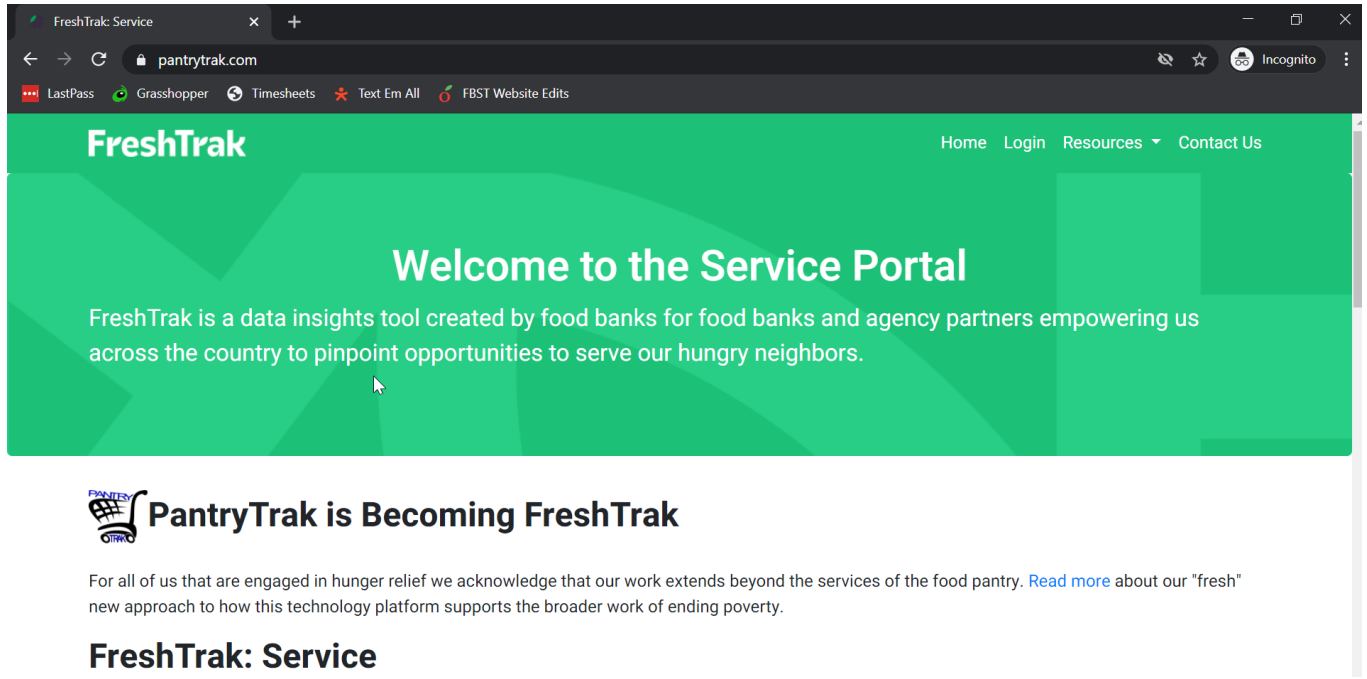 FreshTrak: Service
pantrytrak.com
Incognito
LastPass Grasshopper Timesheets Text Em All FBST Website Edits
FreshTrak
Home Login Resources Contact Us
Welcome to the Service Portal
FreshTrak is a data insights tool created by food banks for food banks and agency partners empowering us
across the country to pinpoint opportunities to serve our hungry neighbors.
PANTRY
TRAK
PantryTrak is Becoming FreshTrak
For all of us that are engaged in hunger relief we acknowledge that our work extends beyond the services of the food pantry. Read more about our "fresh"
new approach to how this technology platform supports the broader work of ending poverty.
FreshTrak: Service